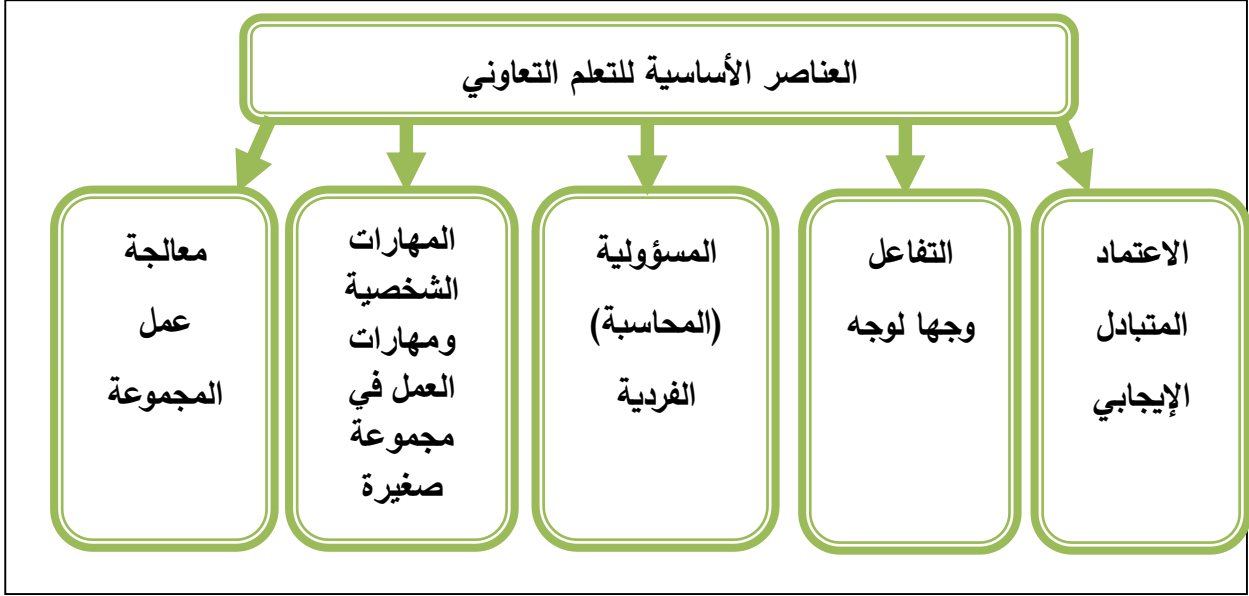 العناصر الأساسية للتعلم التعاوني
الاعتماد
المتبادل
الإيجابي
التفاعل
وجها لوجه
المسؤولية
(المحاسبة)
الفردية
المهارات
الشخصية
ومهارات
العمل في
مجموعة
صغيرة
معالجة
عمل
المجموعة